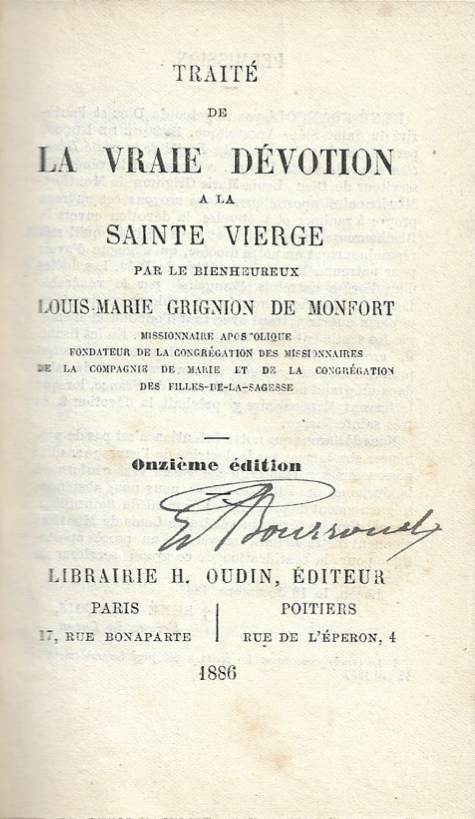 TRAITÉ
DE
LA VRAIE DÉVOTION
A LA
SAINTE VIERGE
PAR LE BIENHEUREUX
LOUIS-MARIE GRIGNION DE MONFORT
MISSIONNAIRE APOSTOLIQUE
FONDATEUR DE LA CONGRÉGATION DES MISSIONNAIRES
DE LA COMPAGNIE DE MARIE ET DE LA CONGRÉGATION
DES FILLES-DE-LA-SAGESSE
Onzième édition
LIBRAIRIE H. OUDIN, ÉDITEUR
PARIS
17, RUE BONAPARTE
POITIERS
RUE DE L'ÉPERON, 4
1886